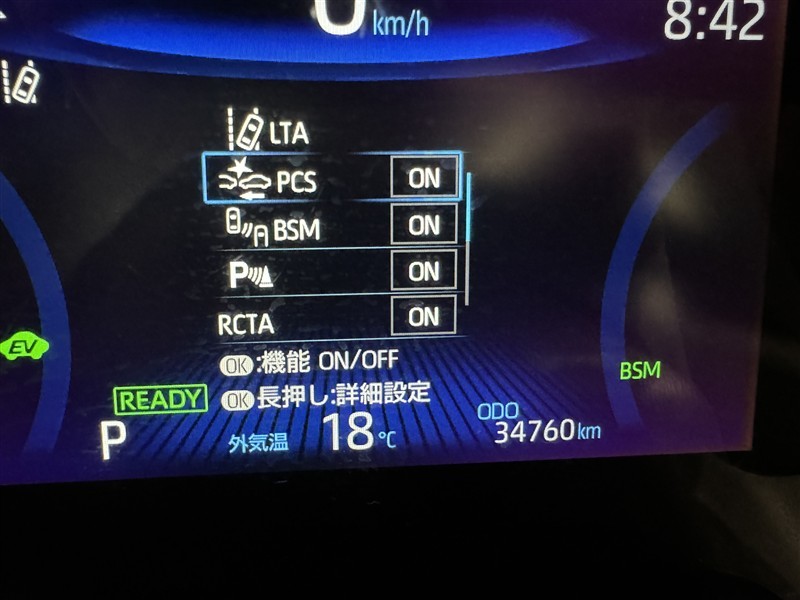 0 km/h
8:42
LTA
PCS ON
BSM ON
P ON
RCTA ON
OK:機能 ON/OFF
OK長押し:詳細設定
EV
READY
BSM
P
外気温 18℃
ODO
34760km